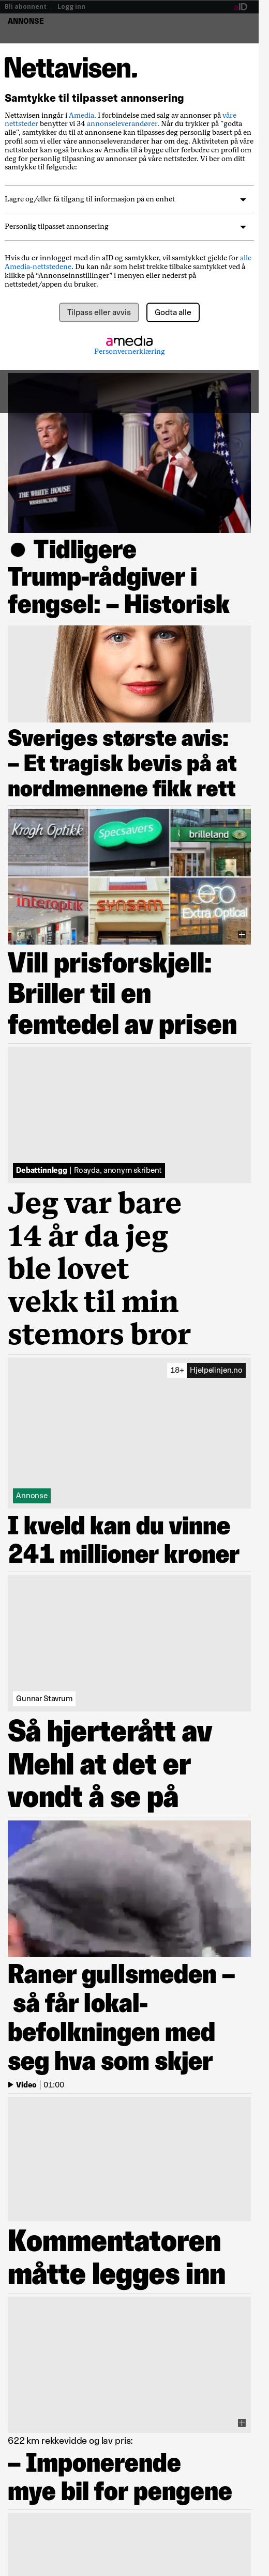 Bli abonnent | Logg inn
aID
ANNONSE
Nettavisen.
Samtykke til tilpasset annonsering
Nettavisen inngår i Amedia. I forbindelse med salg av annonser på våre
nettsteder benytter vi 34 annonseleverandører. Når du trykker på "godta
alle", samtykker du til at annonsene kan tilpasses deg personlig basert på en
profil som vi eller våre annonseleverandører har om deg. Aktiviteten på våre
nettsteder kan også brukes av Amedia til å bygge eller forbedre en profil om
deg for personlig tilpasning av annonser på våre nettsteder. Vi ber om ditt
samtykke til følgende:
Lagre og/eller få tilgang til informasjon på en enhet
Personlig tilpasset annonsering
Hvis du er innlogget med din aID og samtykker, vil samtykket gjelde for alle
Amedia-nettstedene. Du kan når som helst trekke tilbake samtykket ved å
klikke på “Annonseinnstillinger” i menyen eller nederst på
nettstedet/appen du bruker.
Tilpass eller avvis
Godta alle
amedia
Personvernerklæring
THE WHITE HOUSE
● Tidligere
Trump-rådgiver i
fengsel: – Historisk
Sveriges største avis:
– Et tragisk bevis på at
nordmennene fikk rett
Krogh Optikk
Specsavers
brilleland
interoptik
SYNSAM
Extra Optical
Vill prisforskjell:
Briller til en
femtedel av prisen
Debattinnlegg | Roayda, anonym skribent
Jeg var bare
14 år da jeg
ble lovet
vekk til min
stemors bror
18+ Hjelpelinjen.no
Annonse
I kveld kan du vinne
241 millioner kroner
Gunnar Stavrum
Så hjerterått av
Mehl at det er
vondt å se på
Raner gullsmeden –
så får lokal-
befolkningen med
seg hva som skjer
Video | 01:00
Kommentatoren
måtte legges inn
622 km rekkevidde og lav pris:
– Imponerende
mye bil for pengene